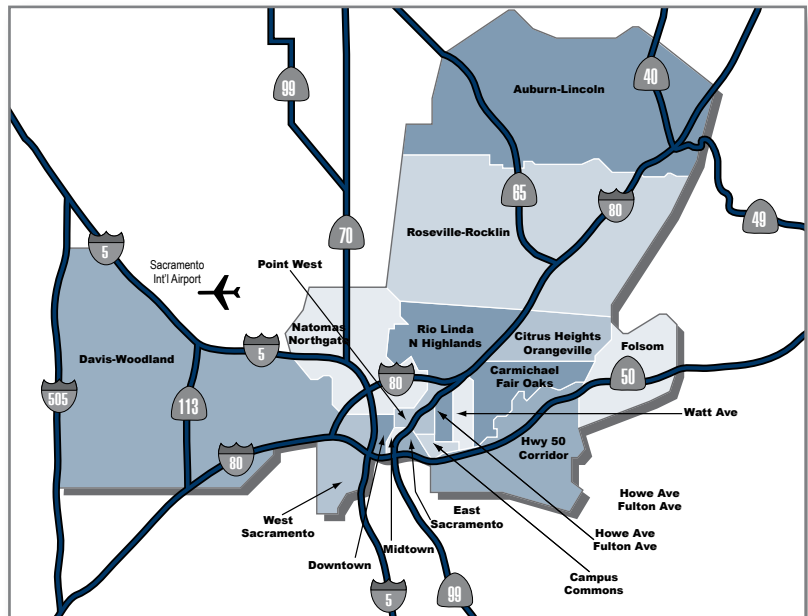 40
Auburn-Lincoln
99
65
80
49
Roseville-Rocklin
70
5
Sacramento
Int'l Airport
Point West
Natomas
Northgate
Rio Linda
N Highlands
Citrus Heights
Orangeville
Folsom
Davis-Woodland
5
Carmichael
Fair Oaks
50
80
505
113
Watt Ave
Hwy 50
Corridor
80
Howe Ave
Fulton Ave
West
Sacramento
East
Sacramento
Howe Ave
Fulton Ave
Midtown
Downtown
Campus
Commons
5
99